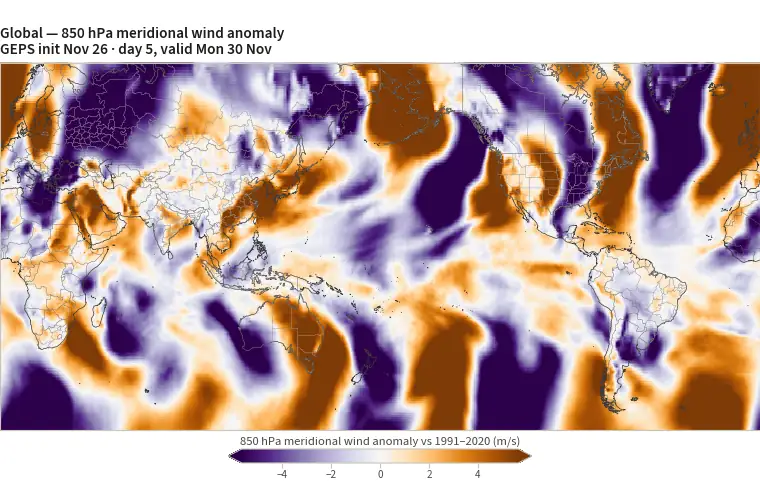 Global — 850 hPa meridional wind anomaly
GEPS init Nov 26 · day 5, valid Mon 30 Nov
850 hPa meridional wind anomaly vs 1991–2020 (m/s)
−4 −2 0 2 4